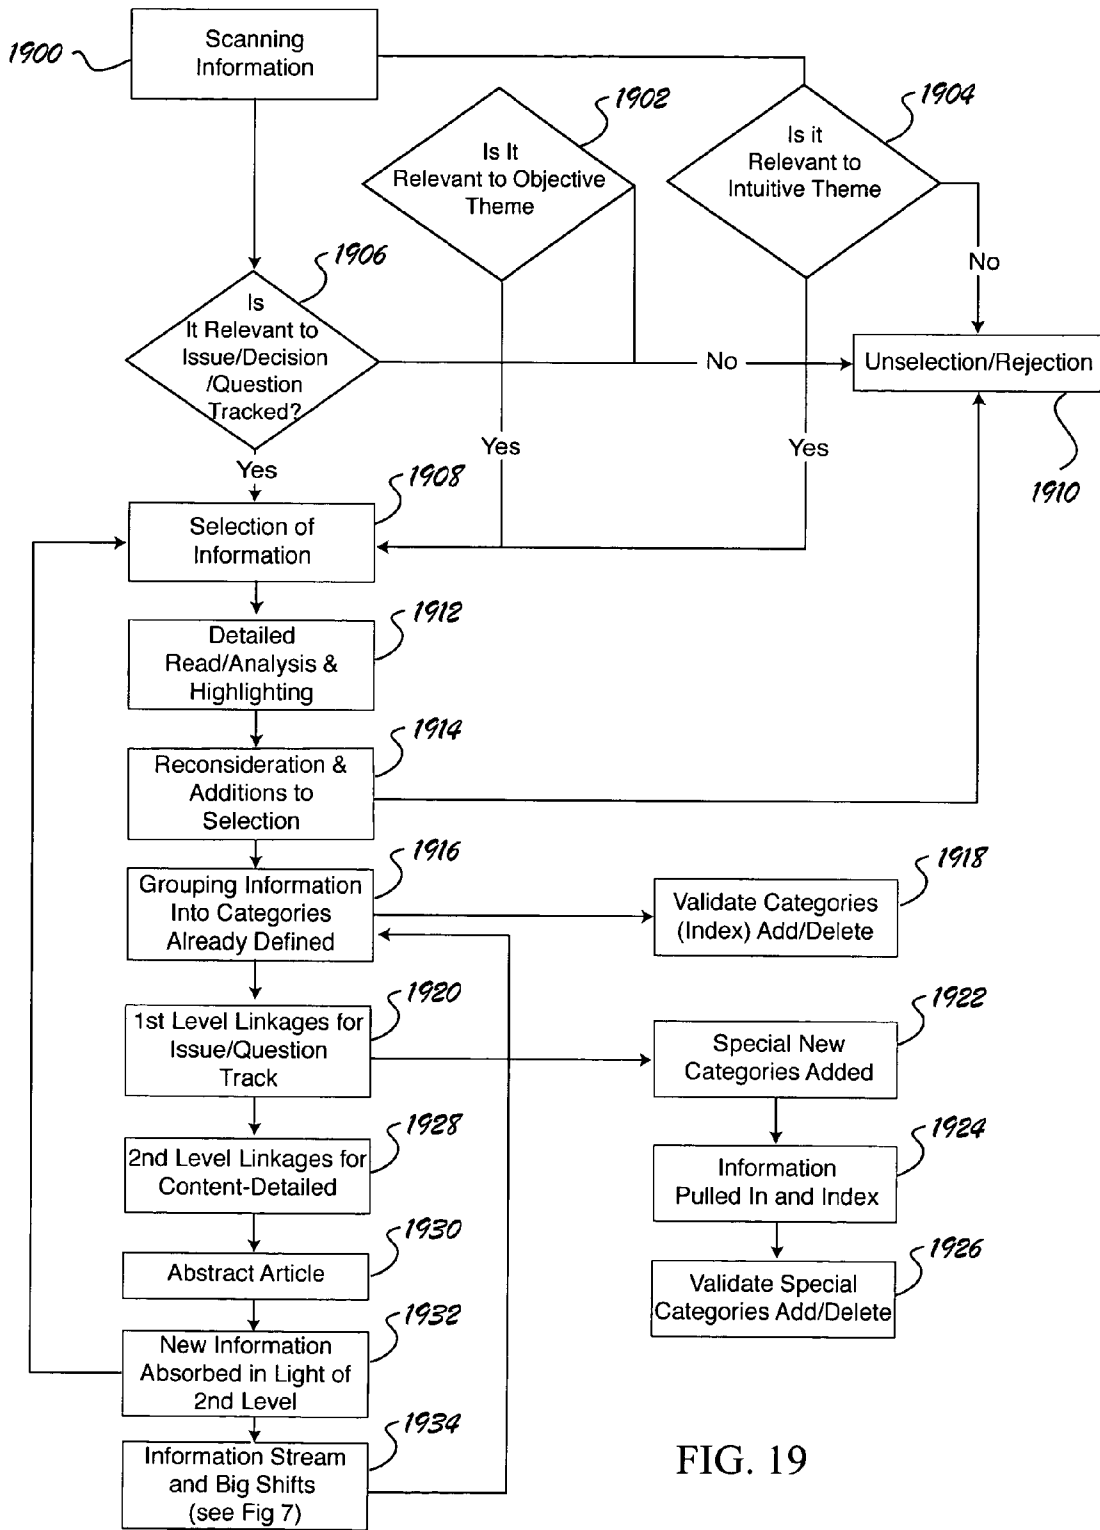 1900
Scanning
Information
1902
Is It
Relevant to Objective
Theme
1904
Is it
Relevant to
Intuitive Theme
1906
Is
It Relevant to
Issue/Decision
/Question
Tracked?
No
No
Unselection/Rejection
1910
Yes
Yes
Yes
1908
Selection of
Information
1912
Detailed
Read/Analysis &
Highlighting
1914
Reconsideration &
Additions to
Selection
1916
Grouping Information
Into Categories
Already Defined
1918
Validate Categories
(Index) Add/Delete
1920
1st Level Linkages for
Issue/Question
Track
1922
Special New
Categories Added
1928
2nd Level Linkages for
Content-Detailed
1924
Information
Pulled In and Index
1930
Abstract Article
1926
Validate Special
Categories Add/Delete
1932
New Information
Absorbed in Light of
2nd Level
1934
Information Stream
and Big Shifts
(see Fig 7)
FIG. 19